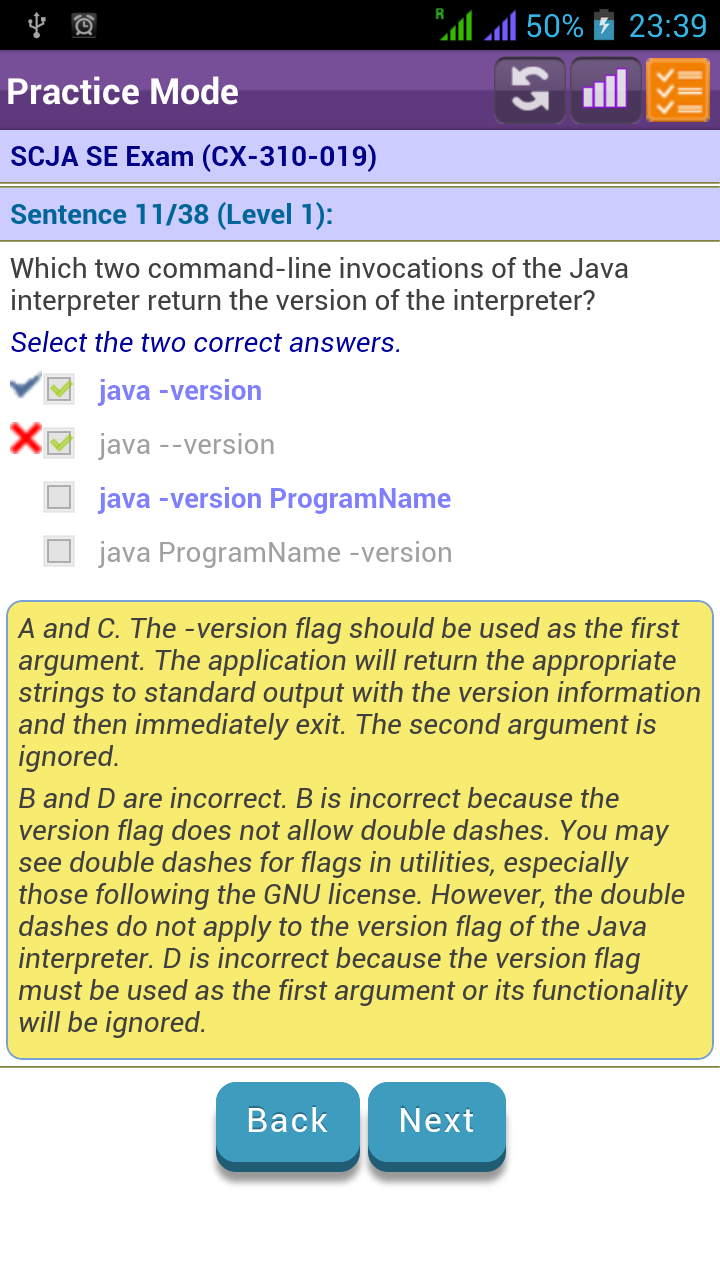 R
50%
23:39
Practice Mode
SCJA SE Exam (CX-310-019)
Sentence 11/38 (Level 1):
Which two command-line invocations of the Java
interpreter return the version of the interpreter?
Select the two correct answers.
java -version
java --version
java -version ProgramName
java ProgramName -version
A and C. The -version flag should be used as the first
argument. The application will return the appropriate
strings to standard output with the version information
and then immediately exit. The second argument is
ignored.
B and D are incorrect. B is incorrect because the
version flag does not allow double dashes. You may
see double dashes for flags in utilities, especially
those following the GNU license. However, the double
dashes do not apply to the version flag of the Java
interpreter. D is incorrect because the version flag
must be used as the first argument or its functionality
will be ignored.
Back
Next